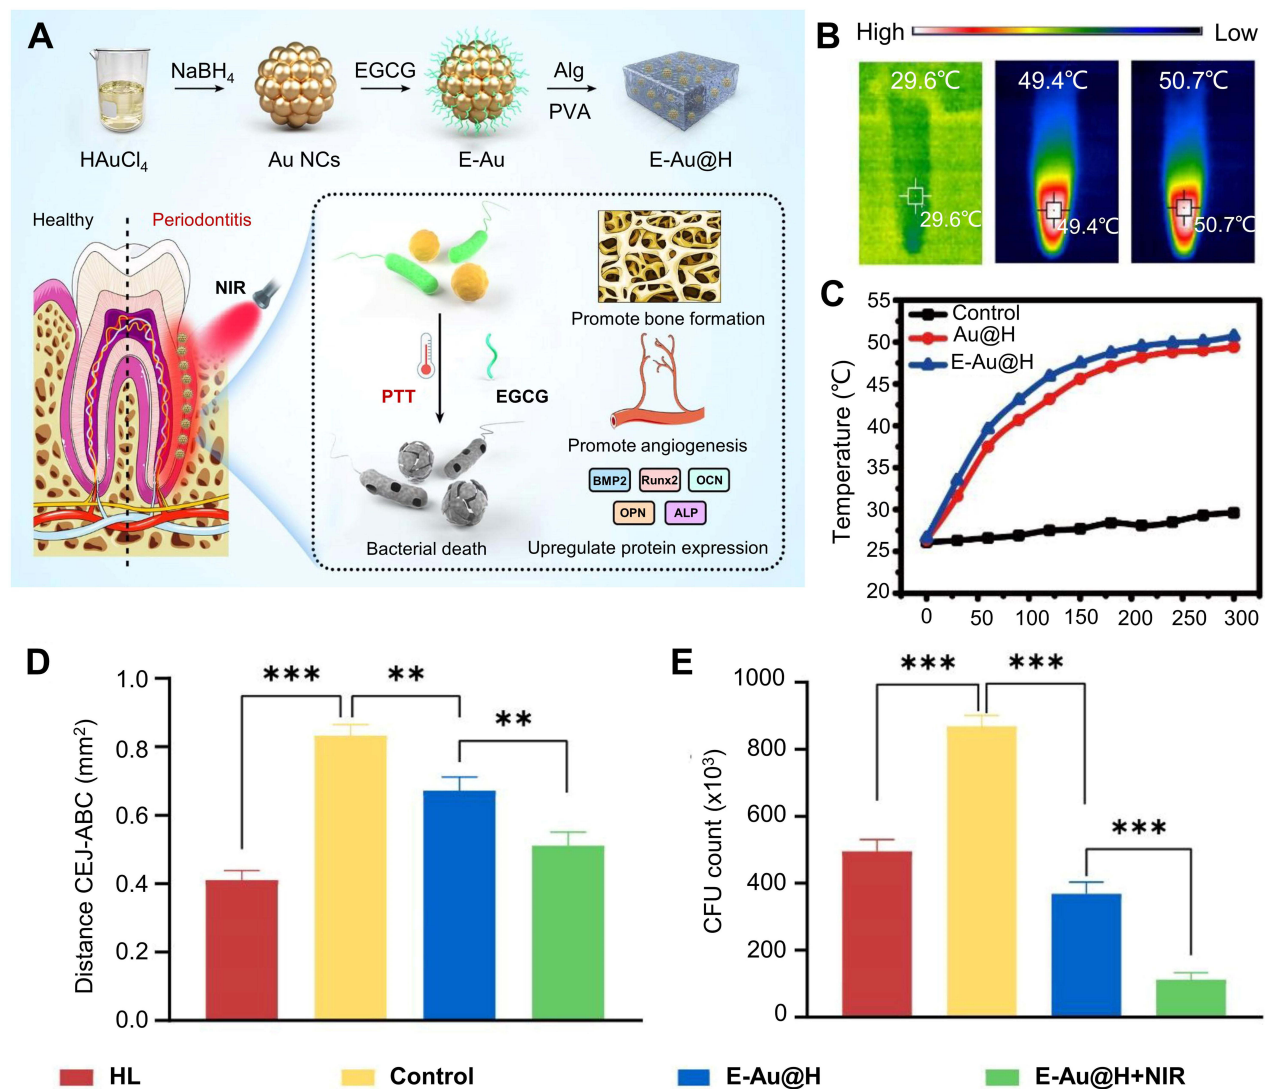 A
NaBH4
EGCG
Alg
PVA
HAuCl4
Au NCs
E-Au
E-Au@H
Healthy
Periodontitis
NIR
PTT
EGCG
Bacterial death
Promote bone formation
Promote angiogenesis
BMP2
Runx2
OCN
OPN
ALP
Upregulate protein expression
B
High
Low
29.6℃
49.4℃
50.7℃
29.6℃
49.4℃
50.7℃
C
Control
Au@H
E-Au@H
Temperature (℃)
55
50
45
40
35
30
25
20
0 50 100 150 200 250 300
D
Distance CEJ-ABC (mm²)
1.0
0.8
0.6
0.4
0.2
0.0
*** ** **
E
CFU count (x10³)
1000
800
600
400
200
0
*** *** ***
HL
Control
E-Au@H
E-Au@H+NIR